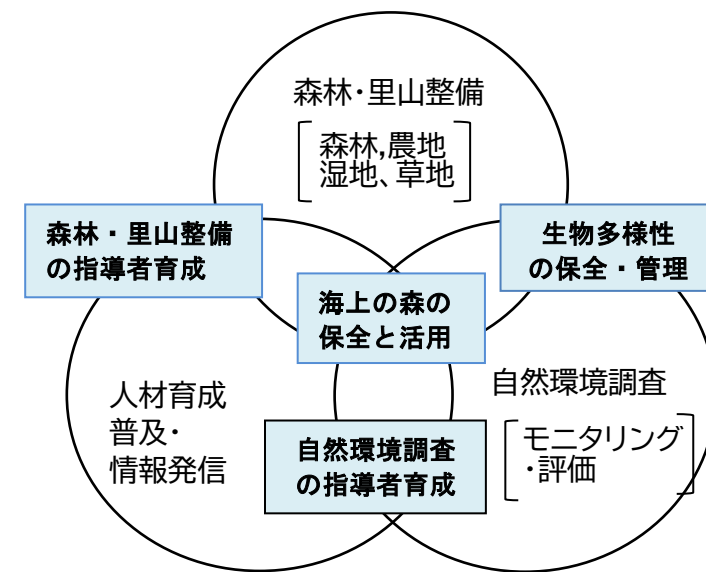 森林・里山整備
森林,農地
湿地、草地
森林・里山整備
の指導者育成
生物多様性
の保全・管理
海上の森の
保全と活用
人材育成
普及・
情報発信
自然環境調査
モニタリング
・評価
自然環境調査
の指導者育成